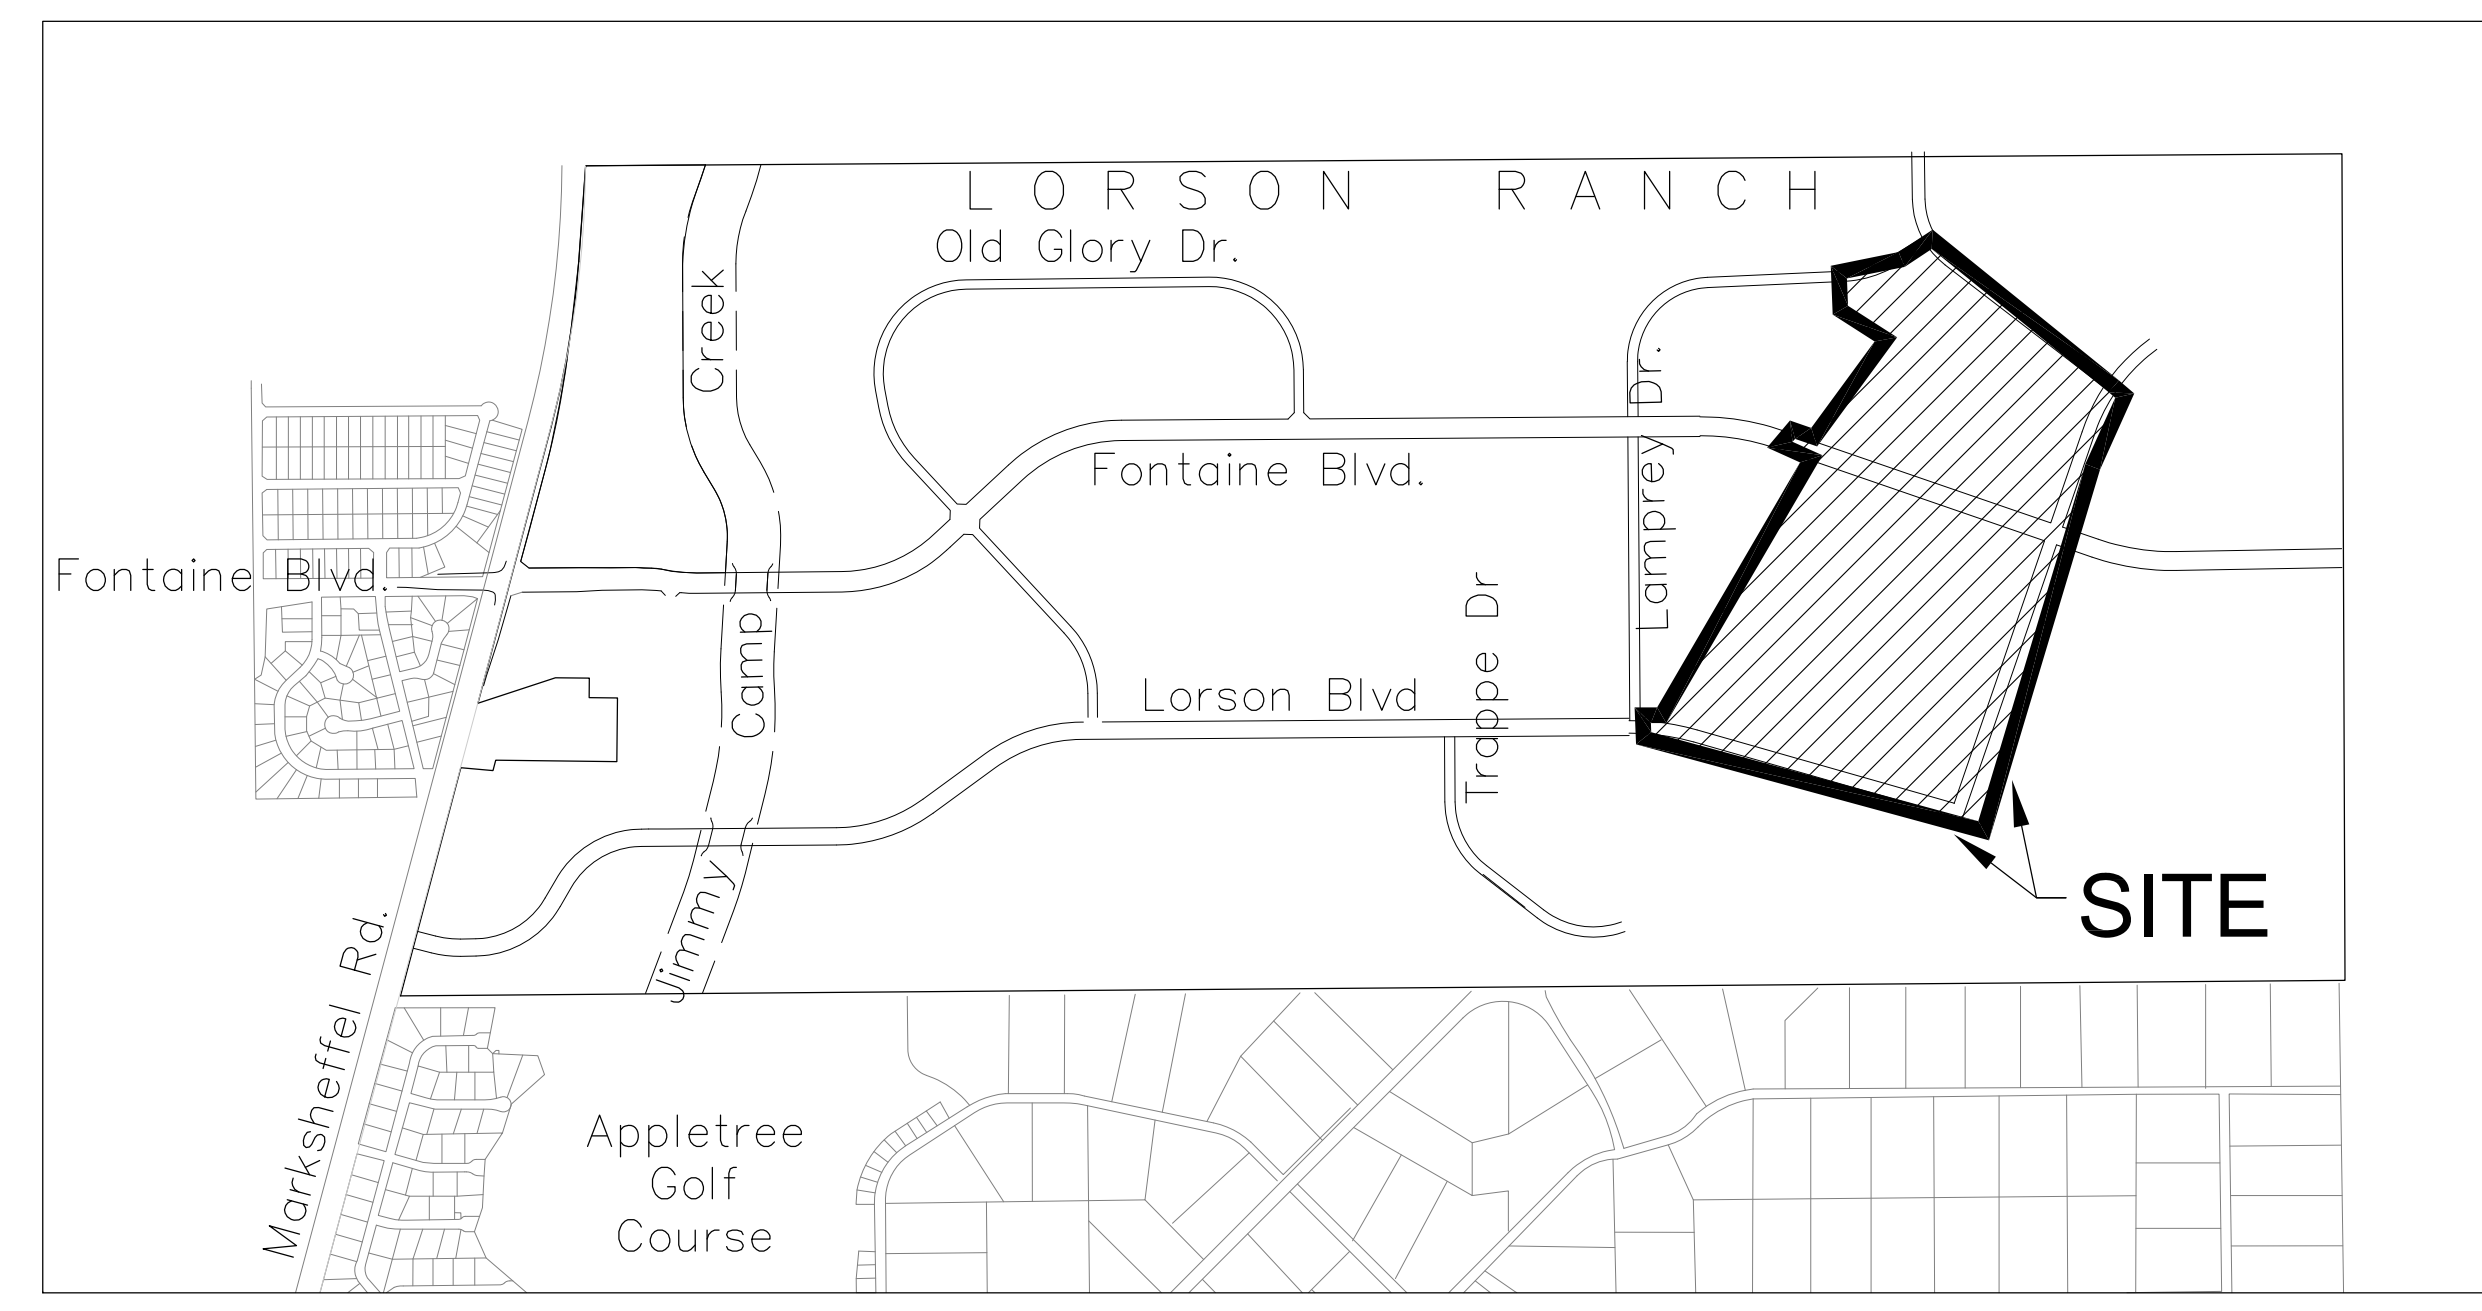 LORSON RANCH
Old Glory Dr.
Creek
Lamprey Dr.
Fontaine Blvd.
Fontaine Blvd.
Camp
Trappe Dr
Lorson Blvd
Jimmy
SITE
Marksheffel Rd.
Appletree
Golf
Course